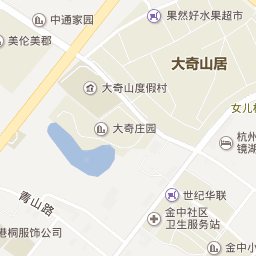 中通家园
果然好水果超市
美伦美郡
大奇山居
大奇山度假村
女儿
大奇庄园
杭州
镜湖
青山路
世纪华联
金中社区
卫生服务站
港桐服饰公司
金中小